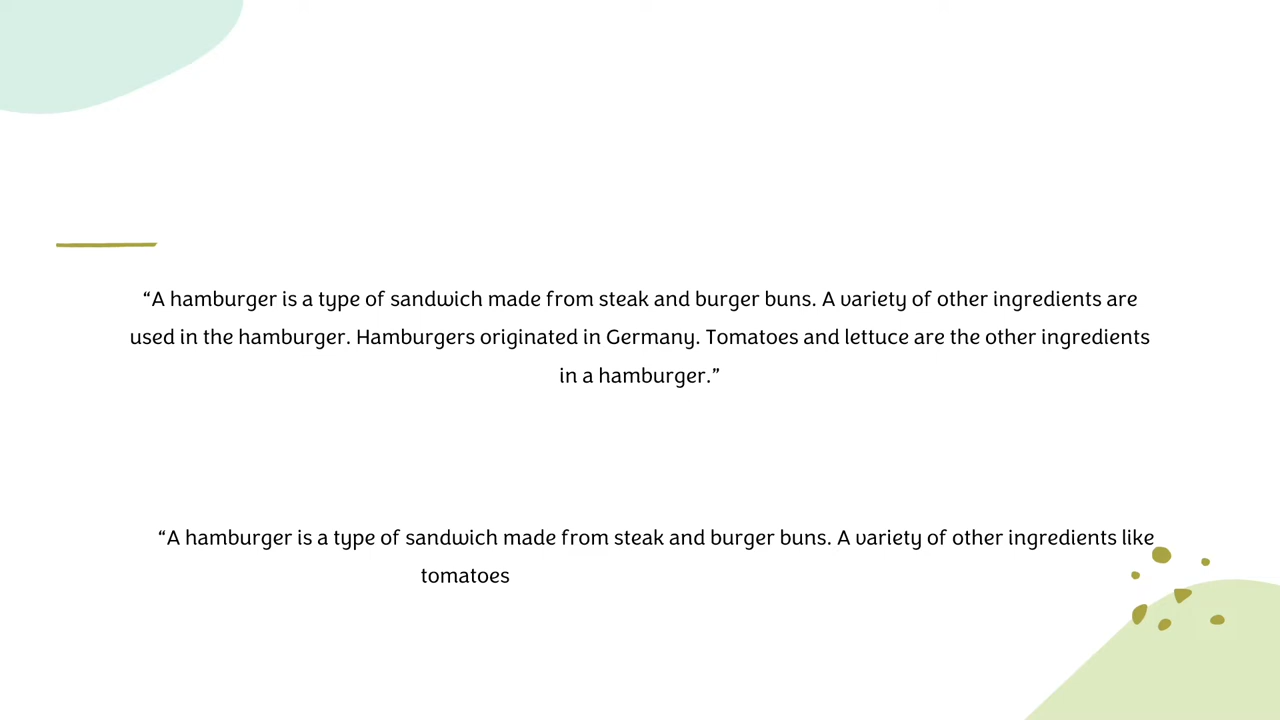 “A hamburger is a type of sandwich made from steak and burger buns. A variety of other ingredients are
used in the hamburger. Hamburgers originated in Germany. Tomatoes and lettuce are the other ingredients
in a hamburger.”
“A hamburger is a type of sandwich made from steak and burger buns. A variety of other ingredients like
tomatoes